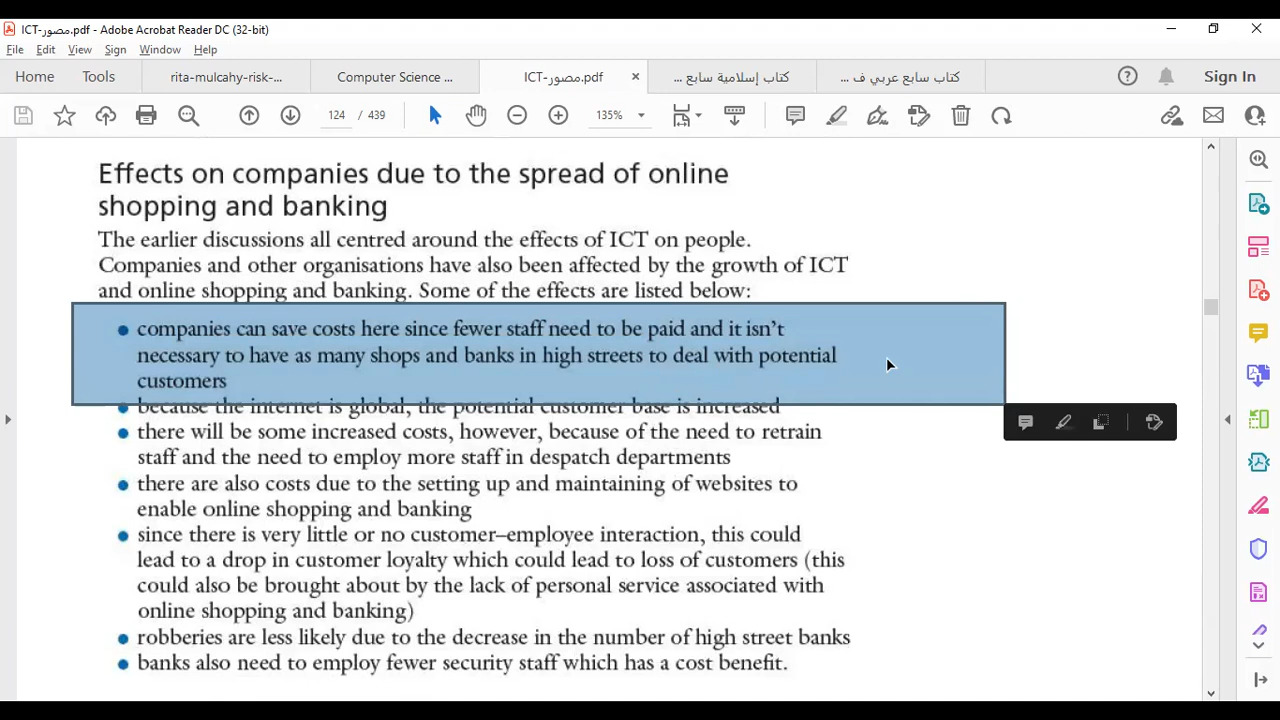 ICT-مصور.pdf - Adobe Acrobat Reader DC (32-bit)
File Edit View Sign Window Help
Home Tools rita-mulcahy-risk-... Computer Science ... ICT-مصور.pdf × كتاب إسلامية سابع ... كتاب سابع عربي ف ... Sign In
124 / 439 135%
Effects on companies due to the spread of online
shopping and banking
The earlier discussions all centred around the effects of ICT on people.
Companies and other organisations have also been affected by the growth of ICT
and online shopping and banking. Some of the effects are listed below:
• companies can save costs here since fewer staff need to be paid and it isn't
necessary to have as many shops and banks in high streets to deal with potential
customers
• because the internet is global, the potential customer base is increased
• there will be some increased costs, however, because of the need to retrain
staff and the need to employ more staff in despatch departments
• there are also costs due to the setting up and maintaining of websites to
enable online shopping and banking
• since there is very little or no customer–employee interaction, this could
lead to a drop in customer loyalty which could lead to loss of customers (this
could also be brought about by the lack of personal service associated with
online shopping and banking)
• robberies are less likely due to the decrease in the number of high street banks
• banks also need to employ fewer security staff which has a cost benefit.